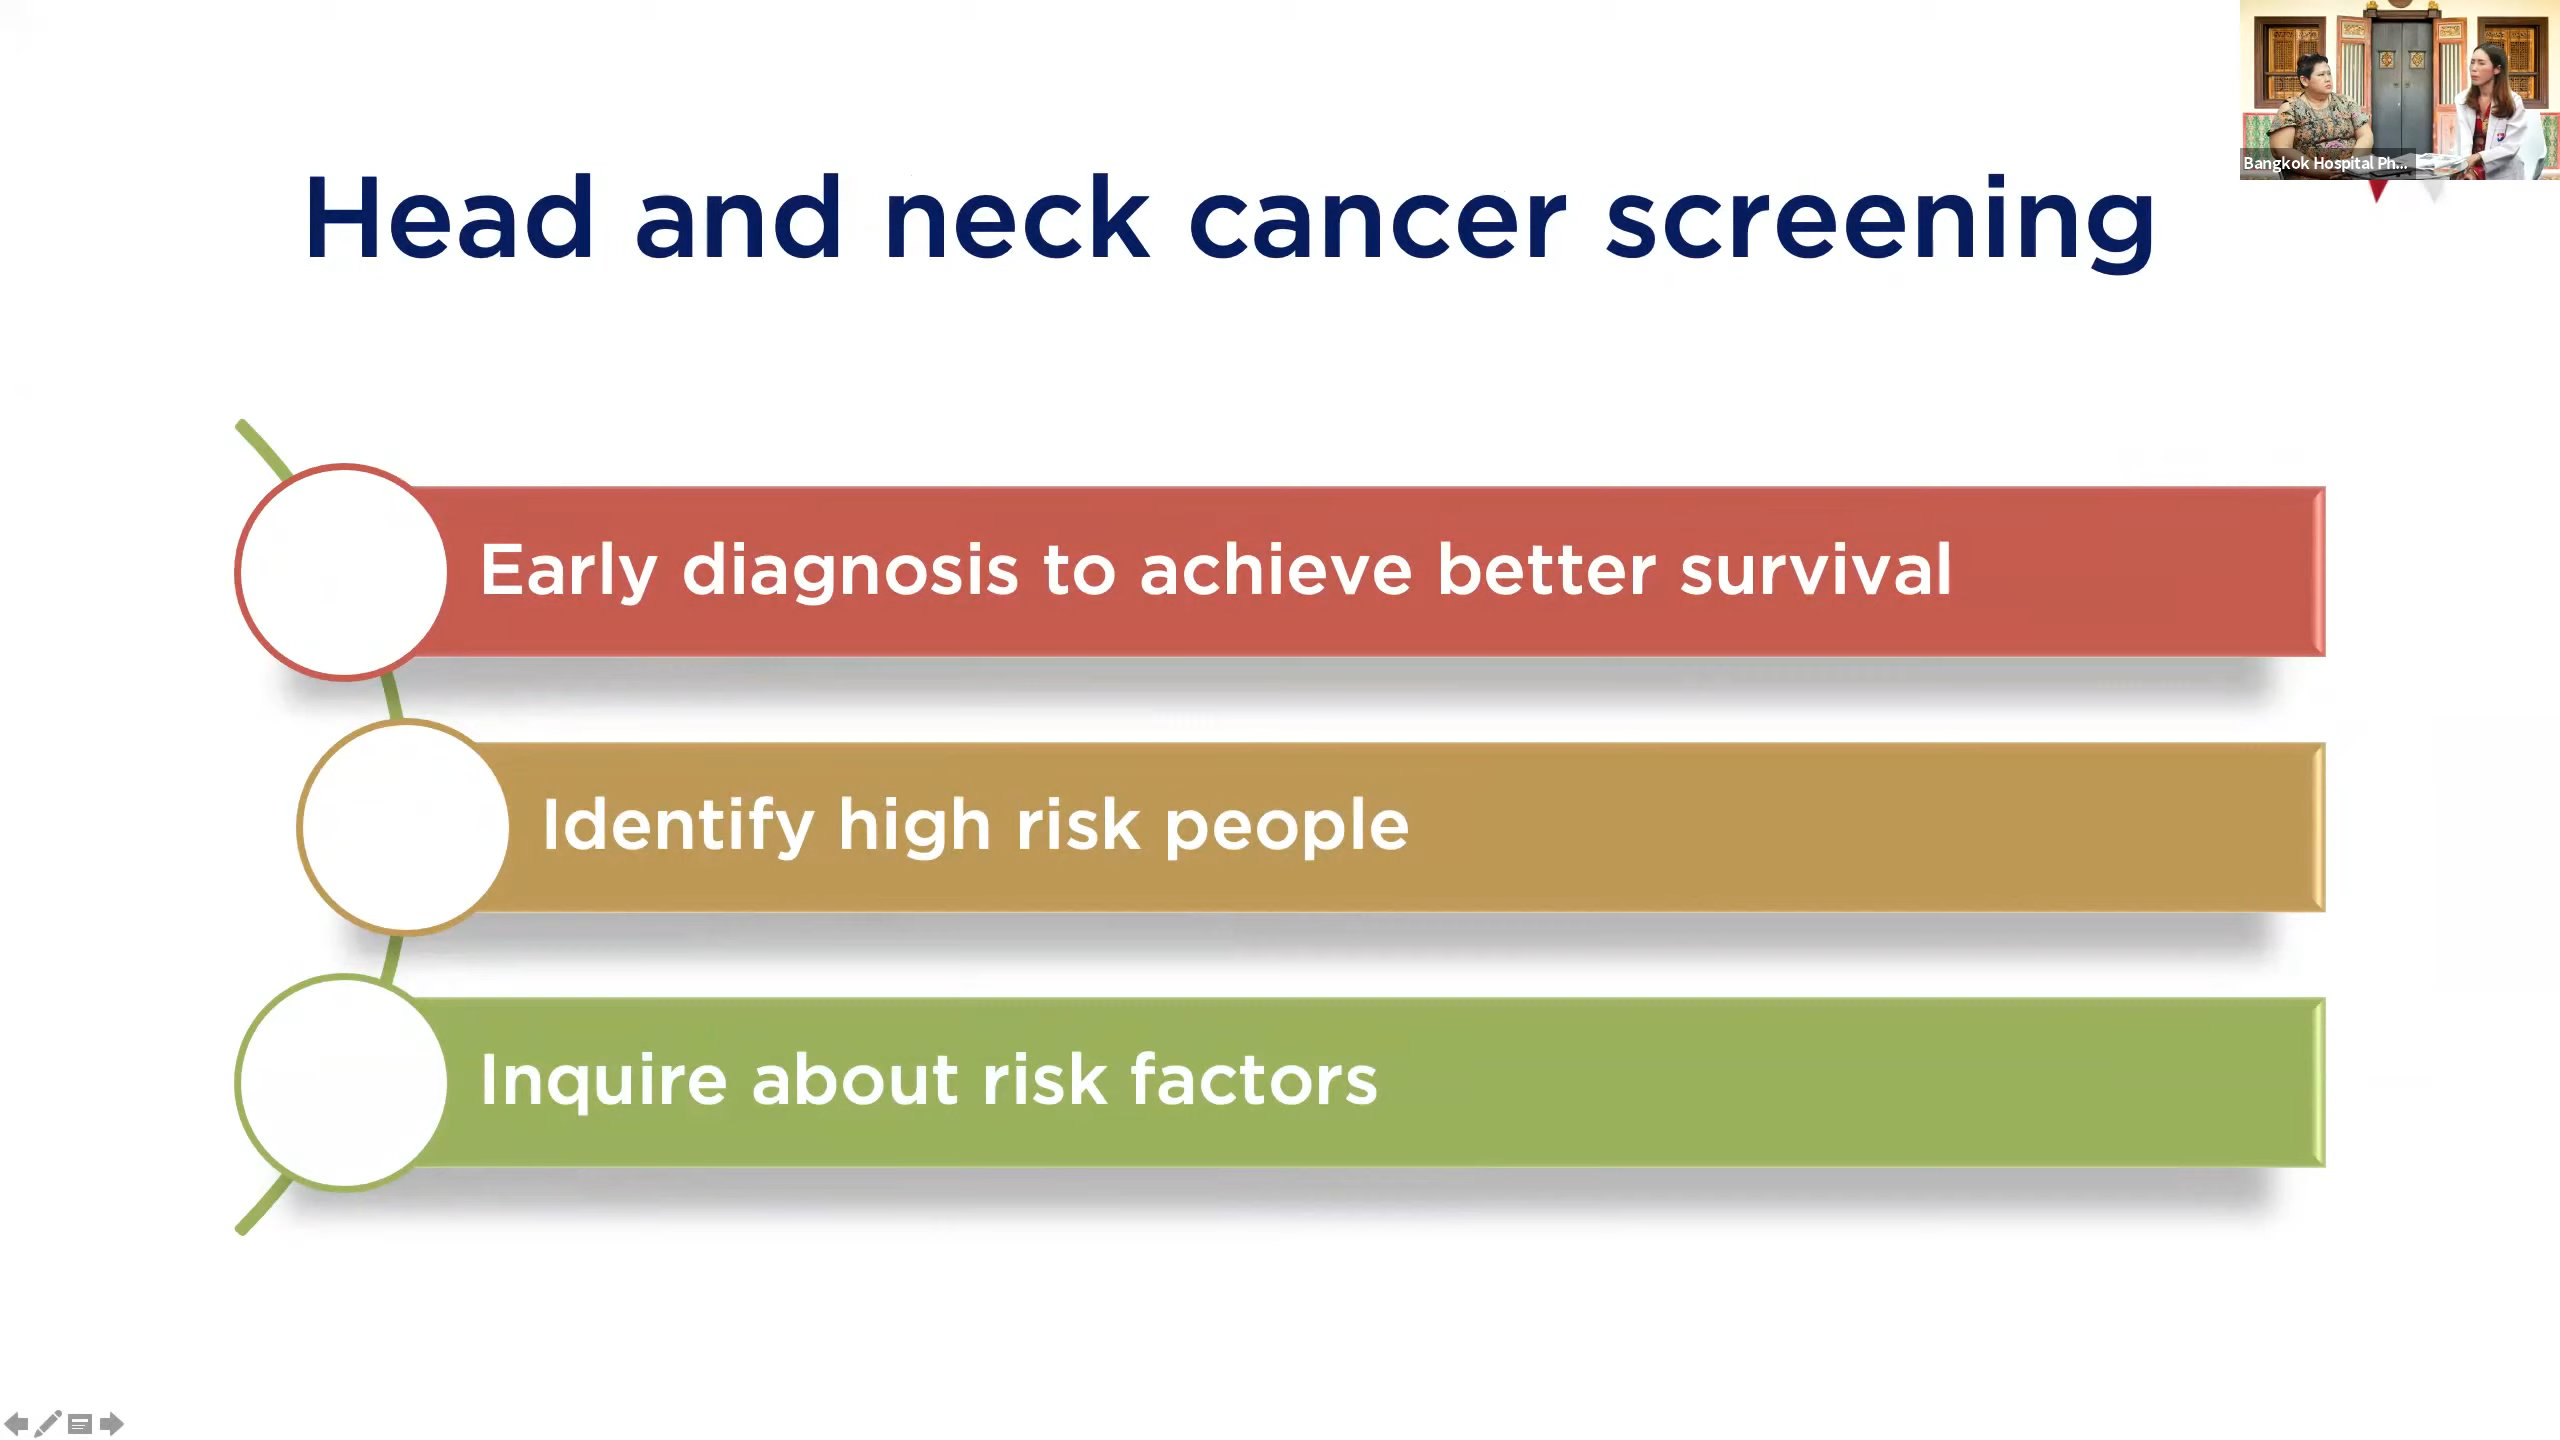 Bangkok Hospital Ph...
Head and neck cancer screening
Early diagnosis to achieve better survival
Identify high risk people
Inquire about risk factors